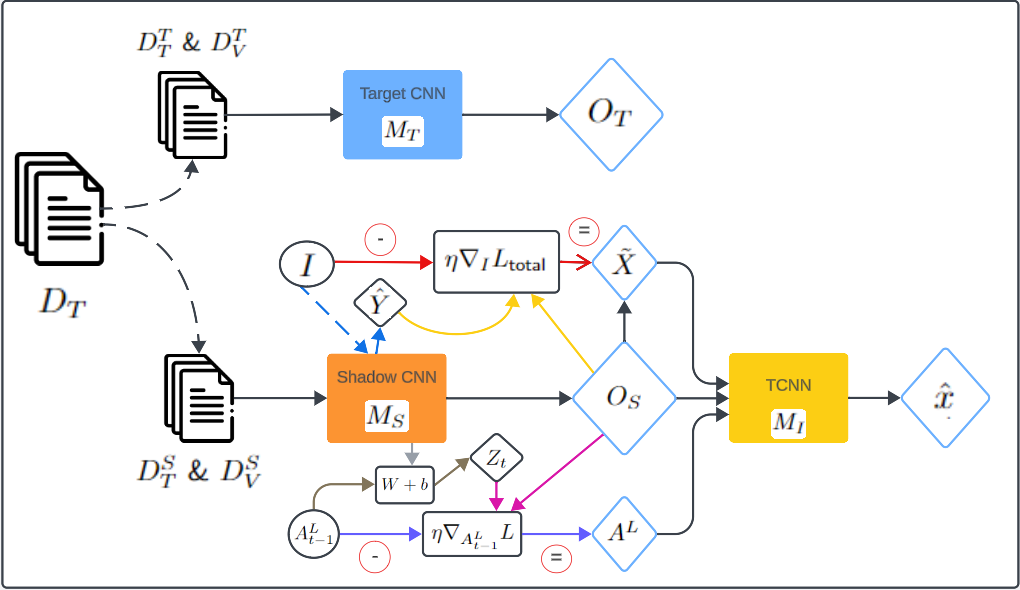 D_T^T & D_V^T
Target CNN
M_T
O_T
D_T
-
=
I
η∇_I L_total
X̃
Ŷ
Shadow CNN
M_S
O_S
TCNN
M_I
x̂
.
D_T^S & D_V^S
W + b
Z_t
A_{t-1}^L
η∇_{A_{t-1}^L} L
A^L
-
=